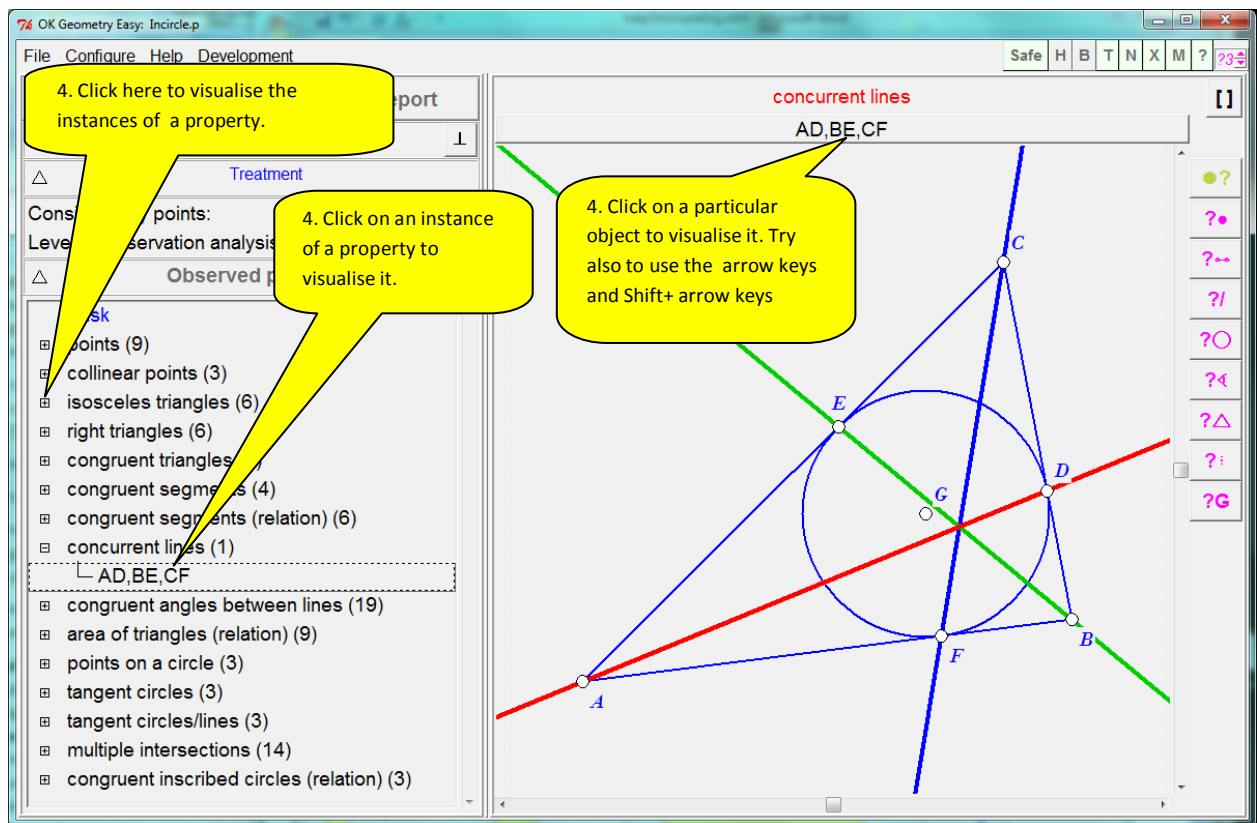 OK Geometry Easy: Incircle.p
File Configure Help Development
Safe H B T N X M ? ?3
4. Click here to visualise the
instances of a property.
eport
⊥
△ Treatment
Cons points:
Leve servation analysis
△ Observed p
sk
points (9)
collinear points (3)
isosceles triangles (6)
right triangles (6)
congruent triangles
congruent segments (4)
congruent segments (relation) (6)
concurrent lines (1)
AD,BE,CF
congruent angles between lines (19)
area of triangles (relation) (9)
points on a circle (3)
tangent circles (3)
tangent circles/lines (3)
multiple intersections (14)
congruent inscribed circles (relation) (3)
4. Click on an instance
of a property to
visualise it.
concurrent lines
[ ]
AD,BE,CF
4. Click on a particular
object to visualise it. Try
also to use the arrow keys
and Shift+ arrow keys
C
E
D
G
B
F
A
?
?
?
?/
?
?
?
?
?G